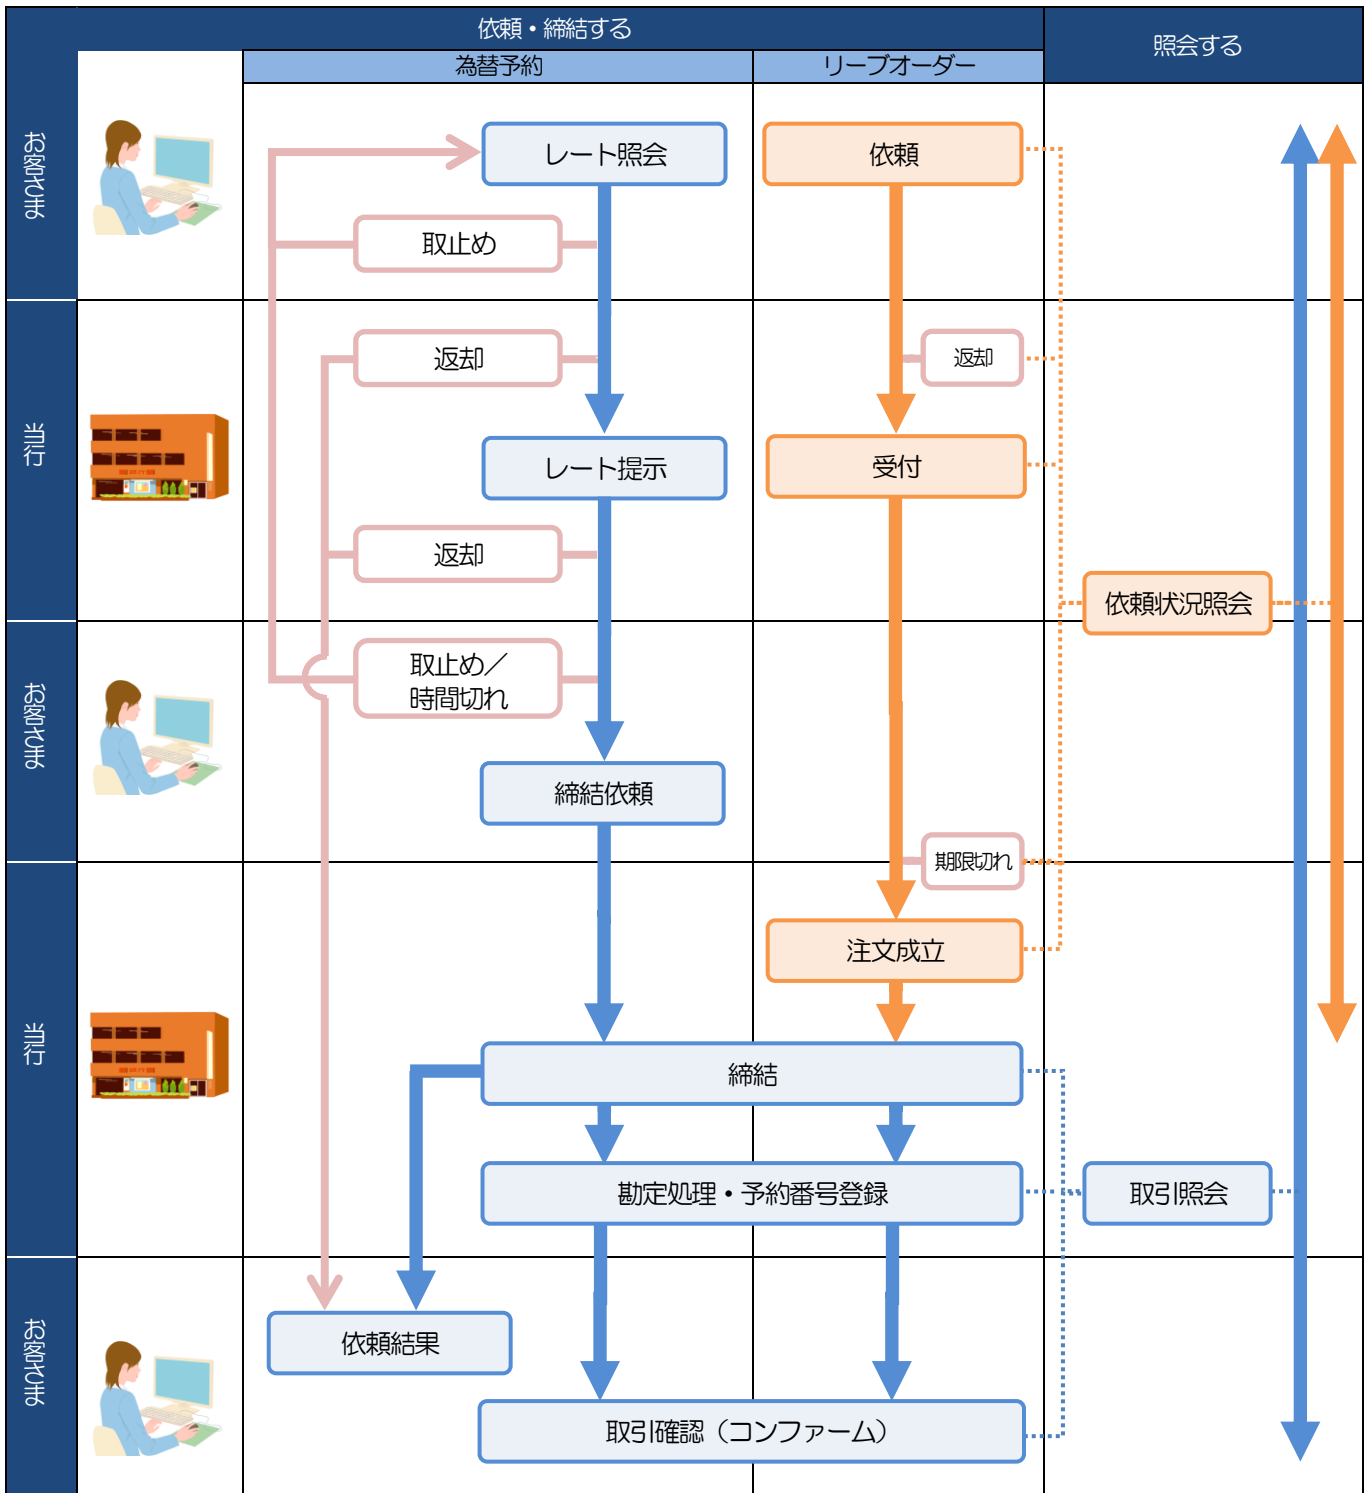 依頼・締結する
照会する
為替予約
リーブオーダー
お客さま
レート照会
依頼
取止め
当行
返却
返却
レート提示
受付
返却
依頼状況照会
お客さま
取止め／
時間切れ
締結依頼
期限切れ
当行
注文成立
締結
勘定処理・予約番号登録
取引照会
お客さま
依頼結果
取引確認（コンファーム）